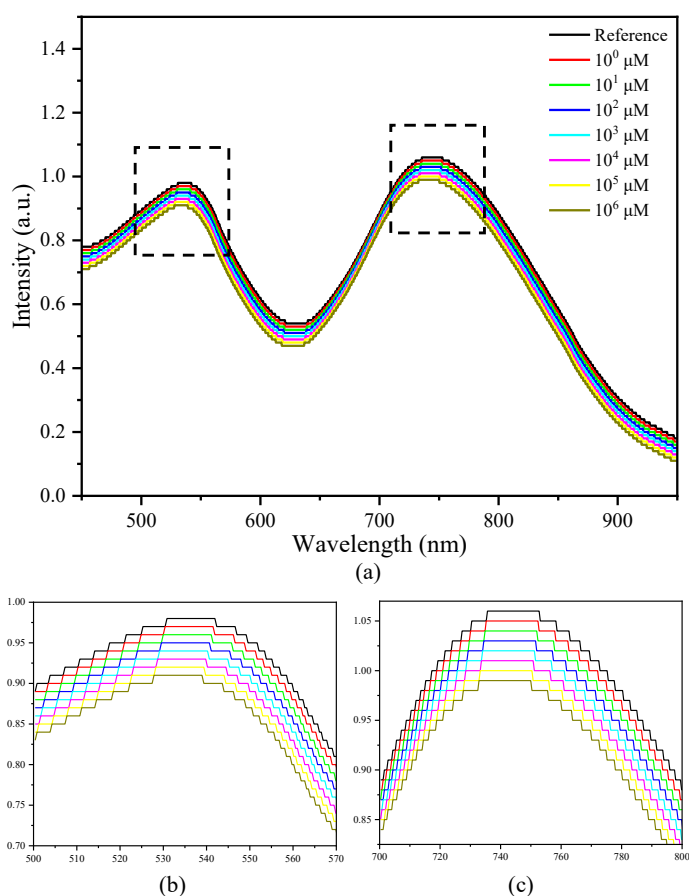 1.4
1.2
1.0
0.8
0.6
0.4
0.2
0.0
Intensity (a.u.)
Reference
10⁰ μM
10¹ μM
10² μM
10³ μM
10⁴ μM
10⁵ μM
10⁶ μM
500 600 700 800 900
Wavelength (nm)
(a)
1.00
0.95
0.90
0.85
0.80
0.75
0.70
500 510 520 530 540 550 560 570
(b)
1.05
1.00
0.95
0.90
0.85
700 720 740 760 780 800
(c)